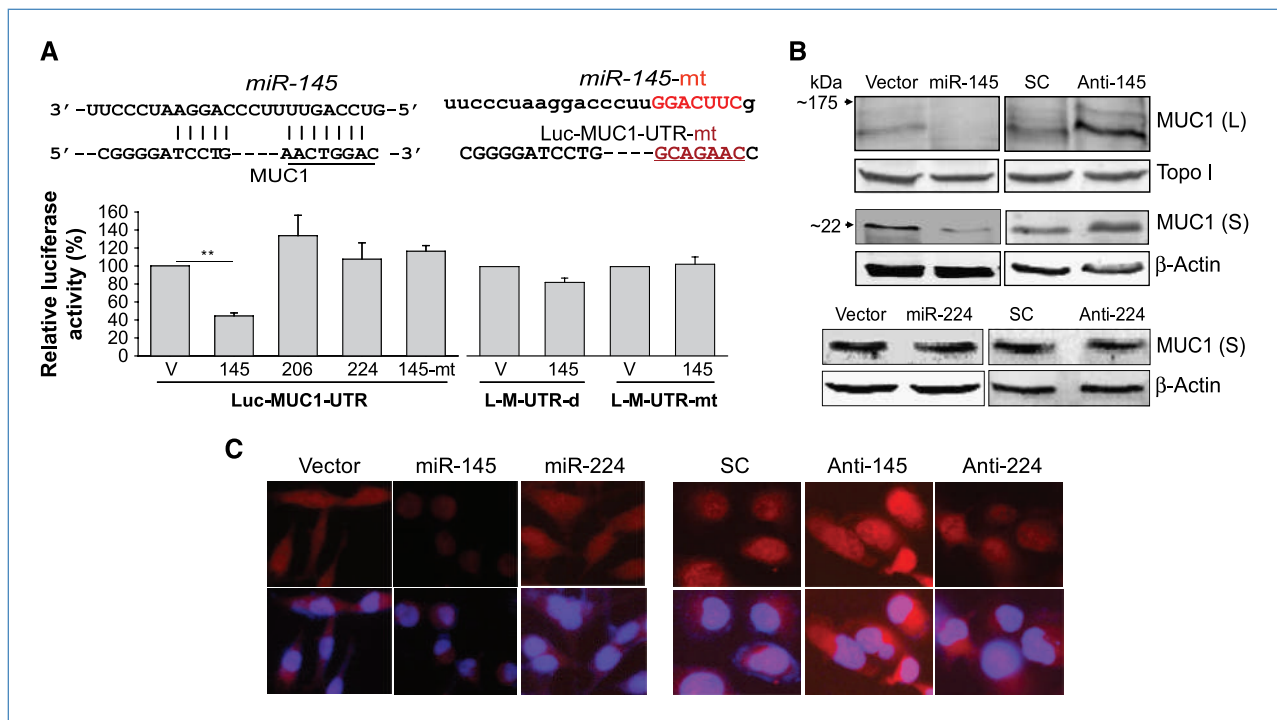 A
miR-145
3’-UUCCCUAAGGACCCUUUUGACCUG-5’
5’--CGGGGATCCTG----AACTGGAC -3’
MUC1
miR-145-mt
uucccuaaggacccuuGGACUUCg
Luc-MUC1-UTR-mt
CGGGGATCCTG----GCAGAACC
Relative luciferase
activity (%)
160
140
120
100
80
60
40
20
0
**
V 145 206 224 145-mt V 145 V 145
Luc-MUC1-UTR L-M-UTR-d L-M-UTR-mt
B
kDa Vector miR-145 SC Anti-145
~175 MUC1 (L)
Topo I
~22 MUC1 (S)
β-Actin
Vector miR-224 SC Anti-224
MUC1 (S)
β-Actin
C
Vector miR-145 miR-224 SC Anti-145 Anti-224